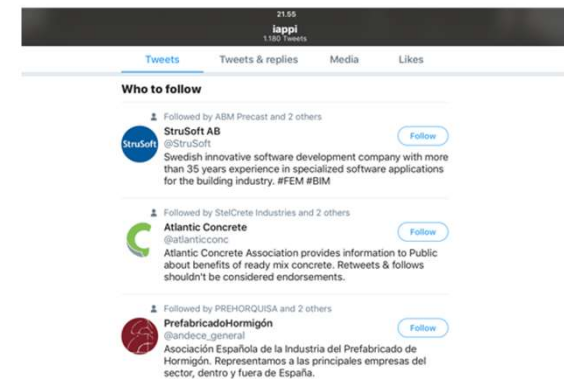 21.55
iappi
1.180 Tweets
Tweets Tweets & replies Media Likes
Who to follow
Followed by ABM Precast and 2 others
StruSoft AB
Follow
StruSoft
@StruSoft
Swedish innovative software development company with more
than 35 years experience in specialized software applications
for the building industry. #FEM #BIM
Followed by StelCrete Industries and 2 others
Atlantic Concrete
Follow
@atlanticconc
Atlantic Concrete Association provides information to Public
about benefits of ready mix concrete. Retweets & follows
shouldn't be considered endorsements.
Followed by PREHORQUISA and 2 others
PrefabricadoHormigón
Follow
@andece_general
Asociación Española de la Industria del Prefabricado de
Hormigón. Representamos a las principales empresas del
sector, dentro y fuera de España.